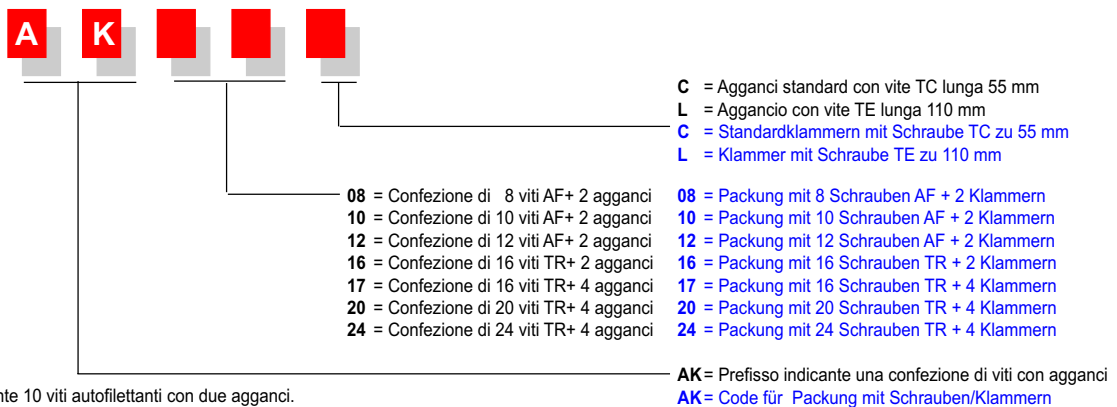 A K
C = Agganci standard con vite TC lunga 55 mm
L = Aggancio con vite TE lunga 110 mm
C = Standardklammern mit Schraube TC zu 55 mm
L = Klammer mit Schraube TE zu 110 mm
08 = Confezione di 8 viti AF+ 2 agganci 08 = Packung mit 8 Schrauben AF + 2 Klammern
10 = Confezione di 10 viti AF+ 2 agganci 10 = Packung mit 10 Schrauben AF + 2 Klammern
12 = Confezione di 12 viti AF+ 2 agganci 12 = Packung mit 12 Schrauben AF + 2 Klammern
16 = Confezione di 16 viti TR+ 2 agganci 16 = Packung mit 16 Schrauben TR + 2 Klammern
17 = Confezione di 16 viti TR+ 4 agganci 17 = Packung mit 16 Schrauben TR + 4 Klammern
20 = Confezione di 20 viti TR+ 4 agganci 20 = Packung mit 20 Schrauben TR + 4 Klammern
24 = Confezione di 24 viti TR+ 4 agganci 24 = Packung mit 24 Schrauben TR + 4 Klammern
AK= Prefisso indicante una confezione di viti con agganci
nte 10 viti autofilettanti con due agganci.
AK= Code für Packung mit Schrauben/Klammern